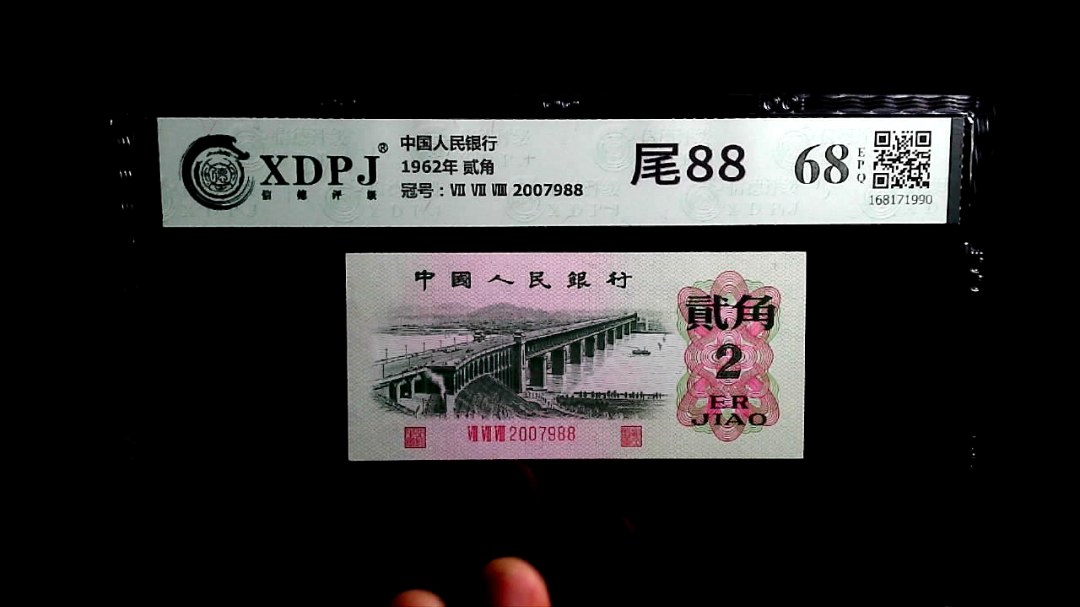 XDPJ®
信德评级
中国人民银行
1962年 贰角
冠号：Ⅶ Ⅶ Ⅷ 2007988
尾88
68
EPQ
168171990
中國人民銀行
貳角
2
ER
JIAO
Ⅶ Ⅶ Ⅷ 2007988